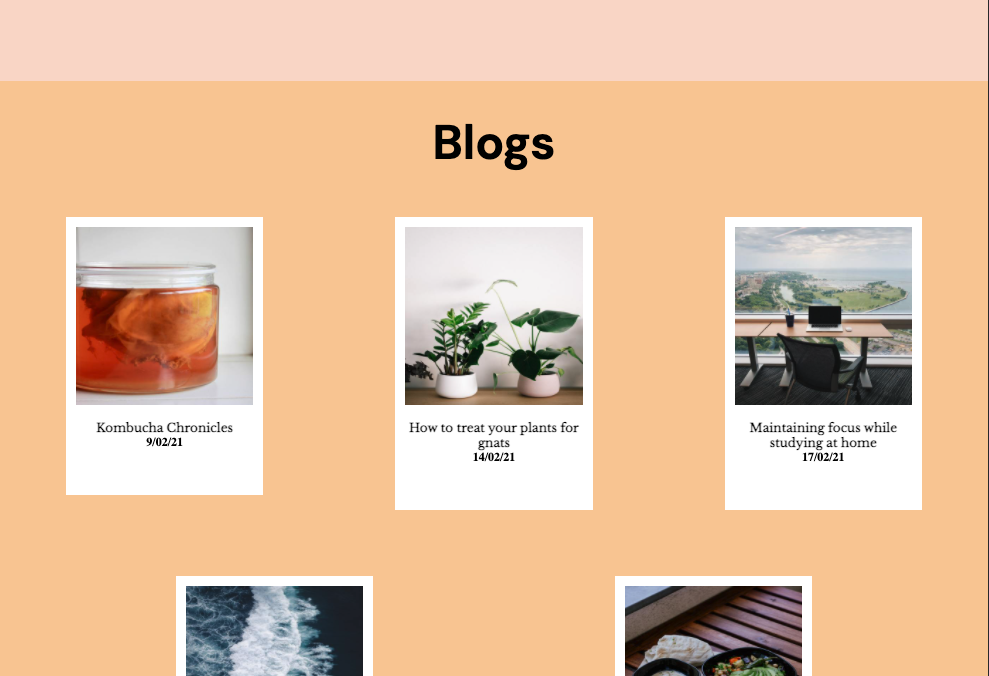 Blogs
Kombucha Chronicles
9/02/21
How to treat your plants for
gnats
14/02/21
Maintaining focus while
studying at home
17/02/21